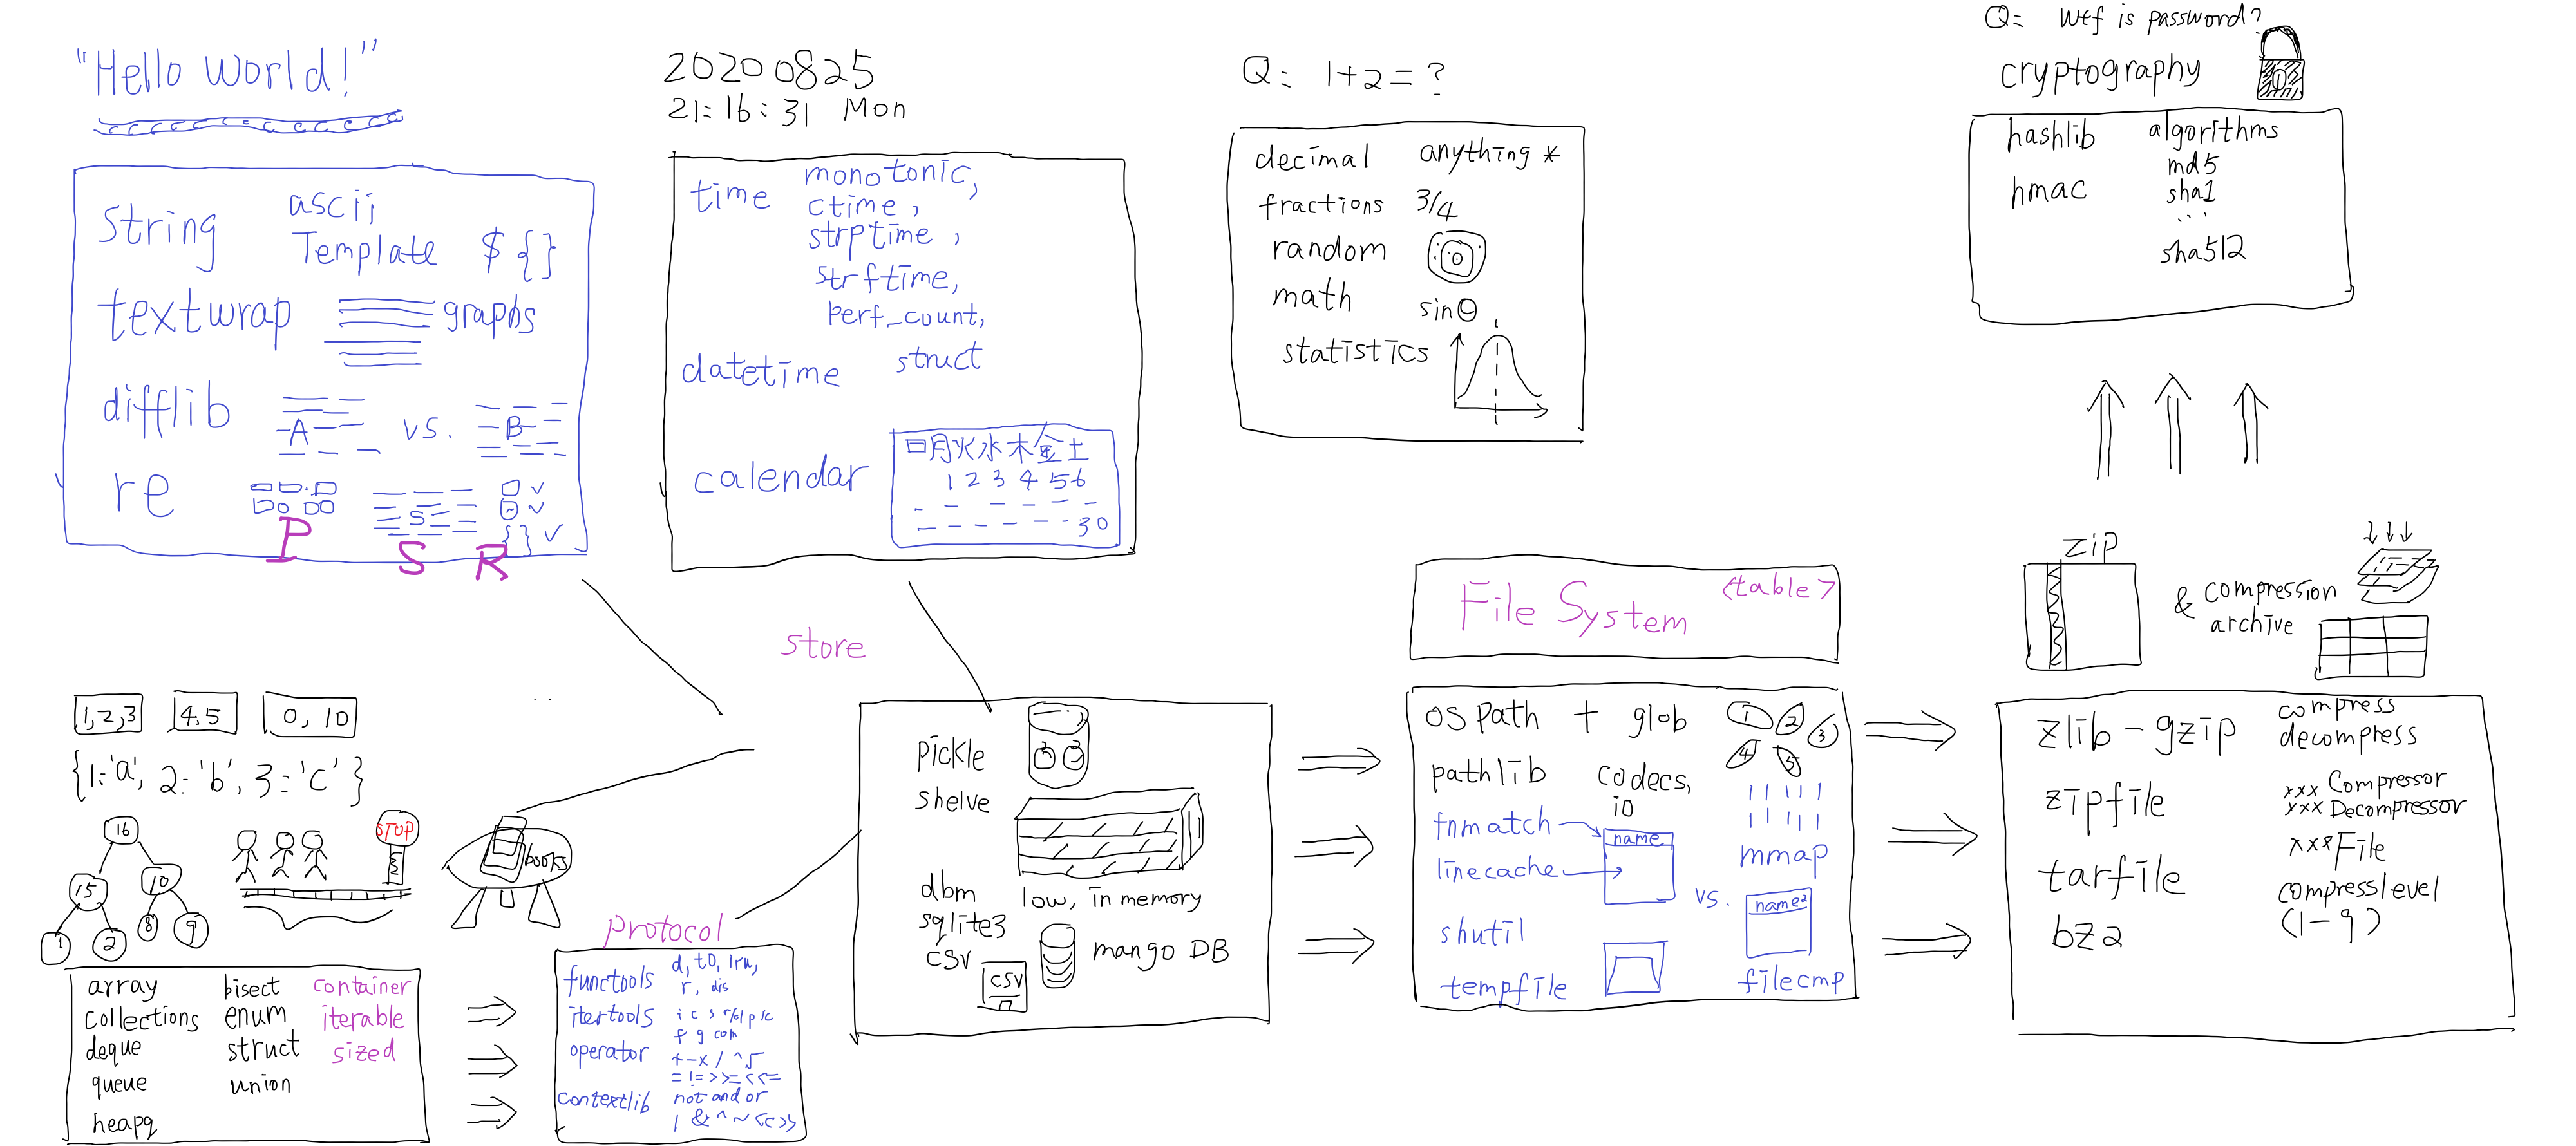 "Hello World!"
string
ascii
Template ${}
textwrap
graphs
difflib
A vs. B
re
S
P S R
20200825
21:16:31 Mon
time
monotonic,
ctime,
strptime,
strftime,
perf_count,
struct
datetime
calendar
日月火水木金土
1 2 3 4 5 6
30
Q: 1+2=?
decimal anything *
fractions 3/4
random
math sinθ
statistics
Q: wtf is password?
cryptography
hashlib algorithms
md5
hmac sha1
...
sha512
store
1,2,3 4,5 0,10
{1:'a', 2:'b', 3:'c'}
16
15 10
1 2 8 9
STOP
books
array bisect container
collections enum iterable
deque struct sized
queue union
heapq
Protocol
functools d, to, lru,
r, dis
itertools
f g com
operator + - x / ^ √
= != > >= < <=
contextlib not and or
| & ^ ~ << >>
pickle
shelve
dbm
low, in memory
sqlite3
mango DB
csv
csv
File System <table>
os path + glob
1 2 3
4 5
pathlib codecs,
io
fnmatch name
mmap
linecache
vs.
name2
shutil
tempfile
filecmp
zip
& compression
archive
zlib - gzip compress
decompress
zipfile xxx Compressor
xxx Decompressor
xxx File
tarfile
compresslevel
(1-9)
bz2